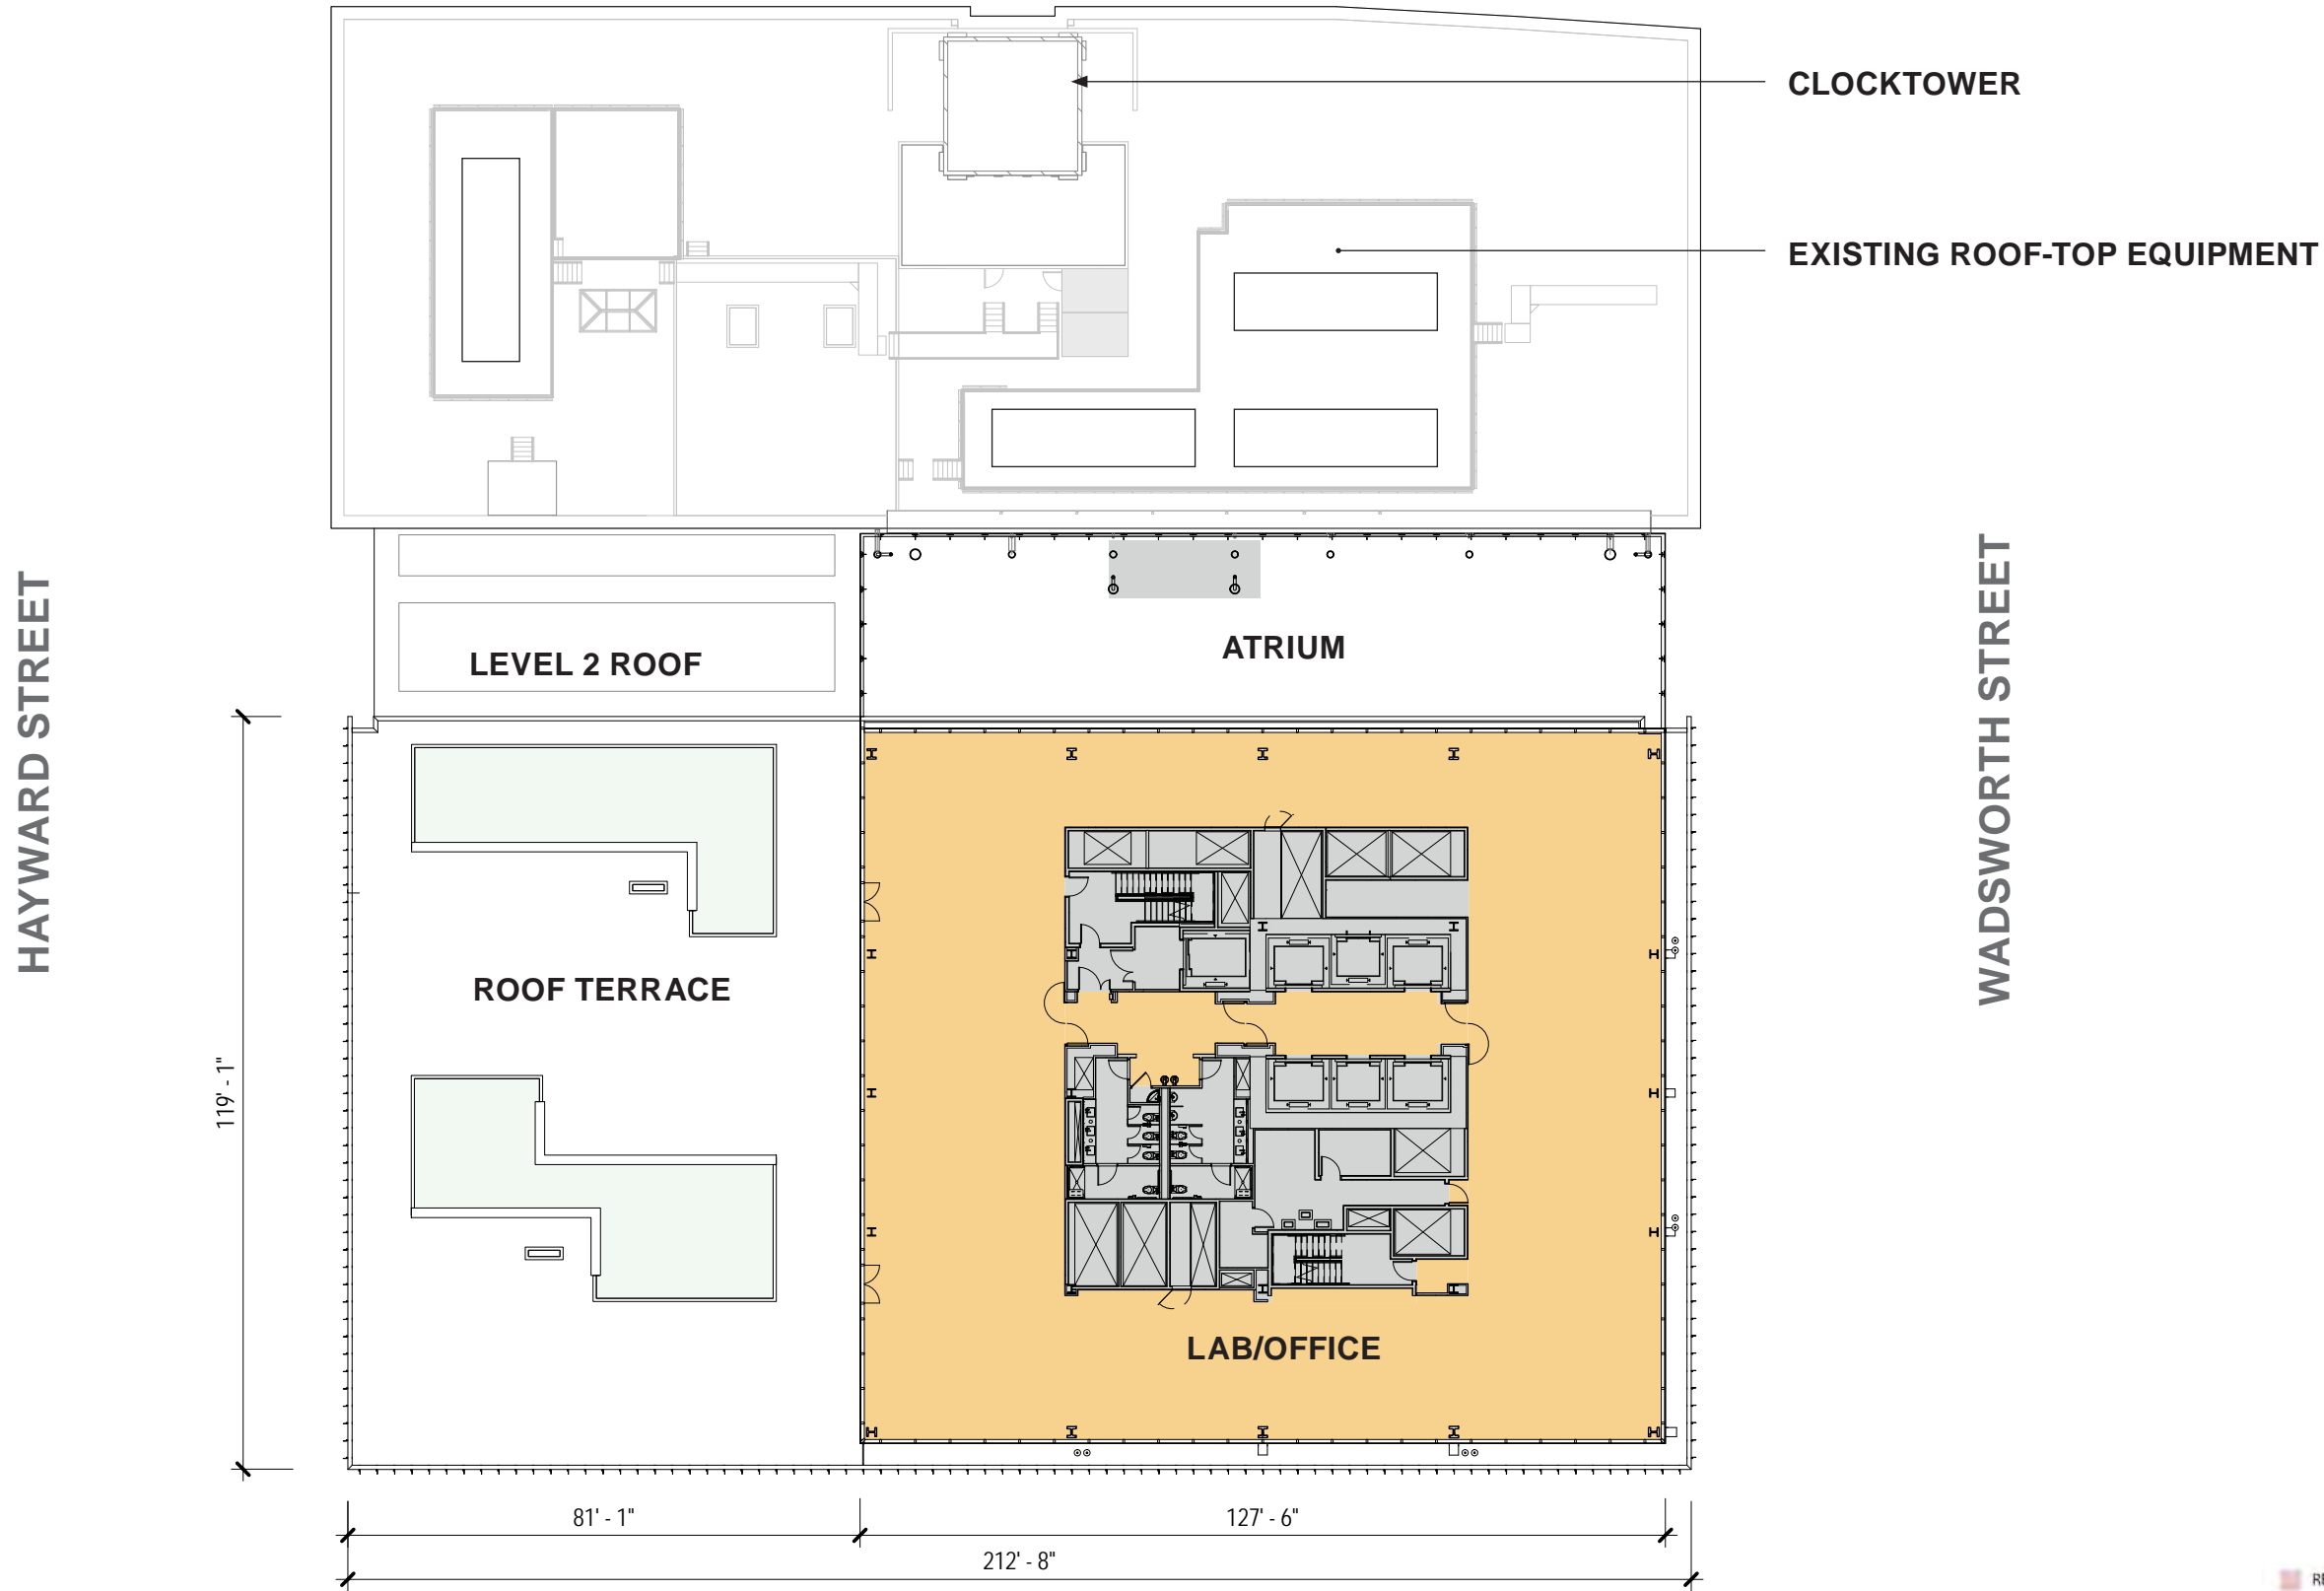 CLOCKTOWER
EXISTING ROOF-TOP EQUIPMENT
HAYWARD STREET
WADSWORTH STREET
LEVEL 2 ROOF
ATRIUM
ROOF TERRACE
119' - 1"
LAB/OFFICE
81' - 1"
127' - 6"
212' - 8"